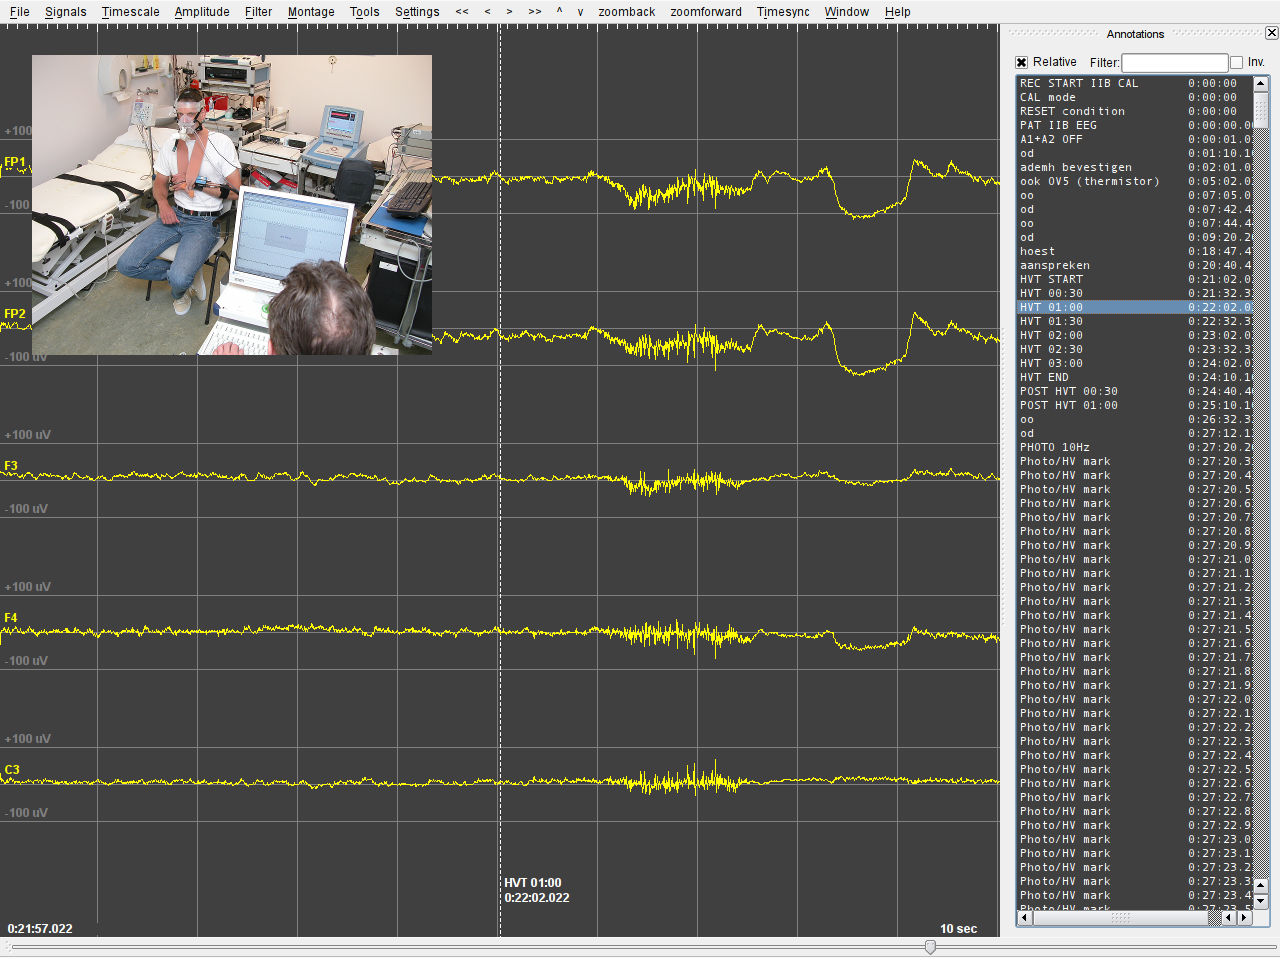 File Signals Timescale Amplitude Filter Montage Tools Settings << < > >> ^ v zoomback zoomforward Timesync Window Help
Annotations
Relative Filter: Inv.
+100
FP1
-100
+100
FP2
-100 uV
+100 uV
F3
-100 uV
+100 uV
F4
-100 uV
+100 uV
C3
-100 uV
HVT 01:00
0:22:02.022
0:21:57.022
10 sec
REC START IIB CAL 0:00:00
CAL mode 0:00:00
RESET condition 0:00:00
PAT IIB EEG 0:00:00.0
A1+A2 OFF 0:00:01.0
od 0:01:10.1
ademh bevestigen 0:02:01.0
ook OV5 (thermistor) 0:05:02.0
oo 0:07:05.0
od 0:07:42.4
oo 0:07:44.4
od 0:09:20.2
hoest 0:18:47.4
aanspreken 0:20:40.4
HVT START 0:21:02.0
HVT 00:30 0:21:32.3
HVT 01:00 0:22:02.0
HVT 01:30 0:22:32.3
HVT 02:00 0:23:02.0
HVT 02:30 0:23:32.3
HVT 03:00 0:24:02.0
HVT END 0:24:10.1
POST HVT 00:30 0:24:40.4
POST HVT 01:00 0:25:10.1
oo 0:26:32.3
od 0:27:12.1
PHOTO 10Hz 0:27:20.2
Photo/HV mark 0:27:20.3
Photo/HV mark 0:27:20.4
Photo/HV mark 0:27:20.5
Photo/HV mark 0:27:20.6
Photo/HV mark 0:27:20.7
Photo/HV mark 0:27:20.8
Photo/HV mark 0:27:20.9
Photo/HV mark 0:27:21.0
Photo/HV mark 0:27:21.1
Photo/HV mark 0:27:21.2
Photo/HV mark 0:27:21.3
Photo/HV mark 0:27:21.4
Photo/HV mark 0:27:21.5
Photo/HV mark 0:27:21.6
Photo/HV mark 0:27:21.7
Photo/HV mark 0:27:21.8
Photo/HV mark 0:27:21.9
Photo/HV mark 0:27:22.0
Photo/HV mark 0:27:22.1
Photo/HV mark 0:27:22.2
Photo/HV mark 0:27:22.3
Photo/HV mark 0:27:22.4
Photo/HV mark 0:27:22.5
Photo/HV mark 0:27:22.6
Photo/HV mark 0:27:22.7
Photo/HV mark 0:27:22.8
Photo/HV mark 0:27:22.9
Photo/HV mark 0:27:23.0
Photo/HV mark 0:27:23.1
Photo/HV mark 0:27:23.2
Photo/HV mark 0:27:23.3
Photo/HV mark 0:27:23.4
Photo/HV mark 0:27:23.5